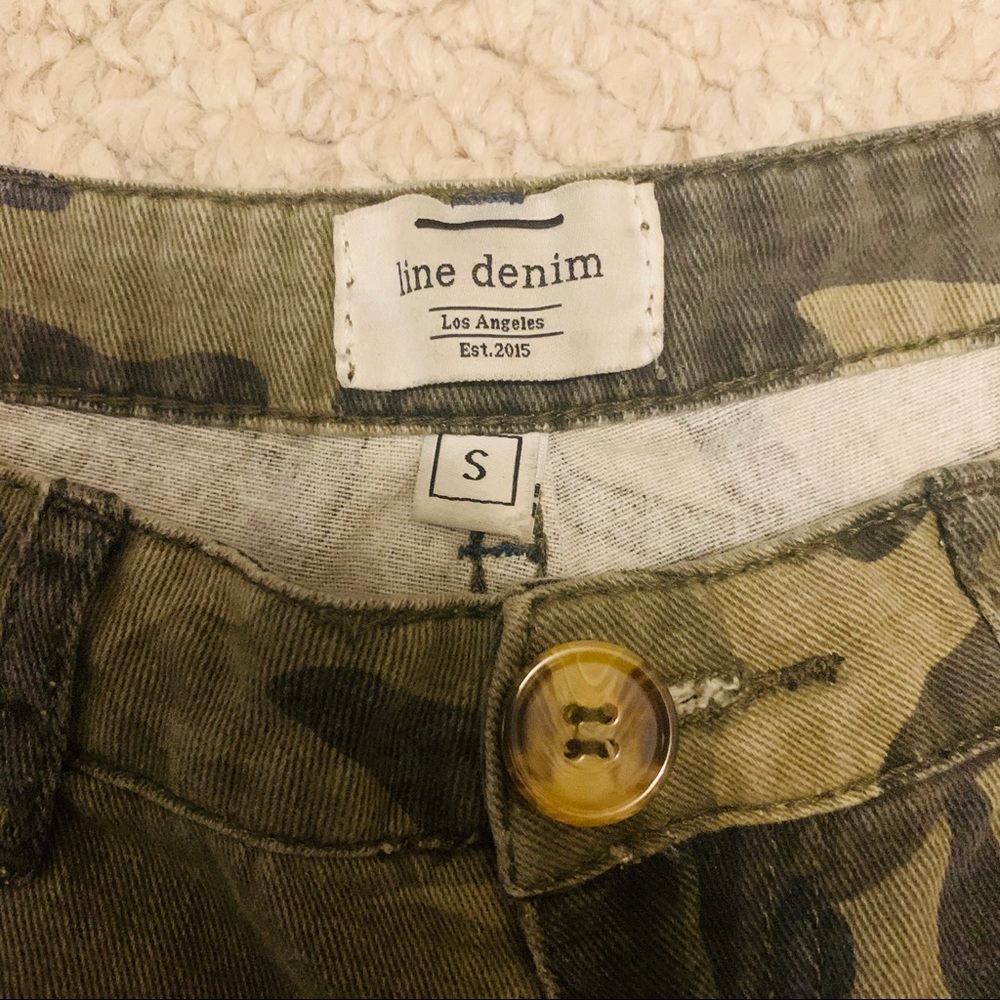 line denim
Los Angeles
Est.2015
S